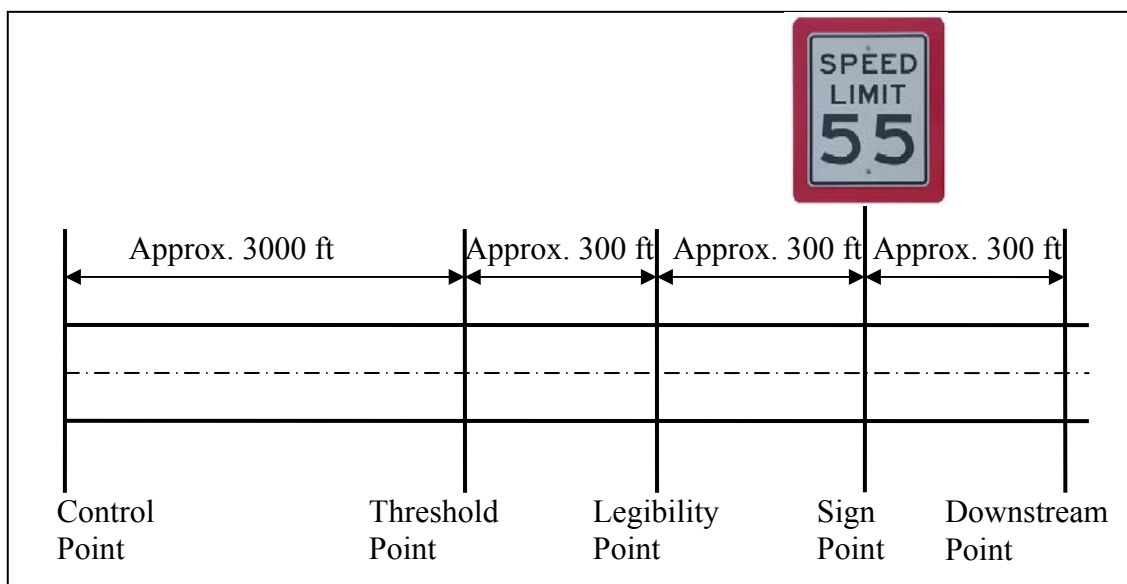 SPEED
LIMIT
55
Approx. 3000 ft
Approx. 300 ft
Approx. 300 ft
Approx. 300 ft
Control
Point
Threshold
Point
Legibility
Point
Sign
Point
Downstream
Point